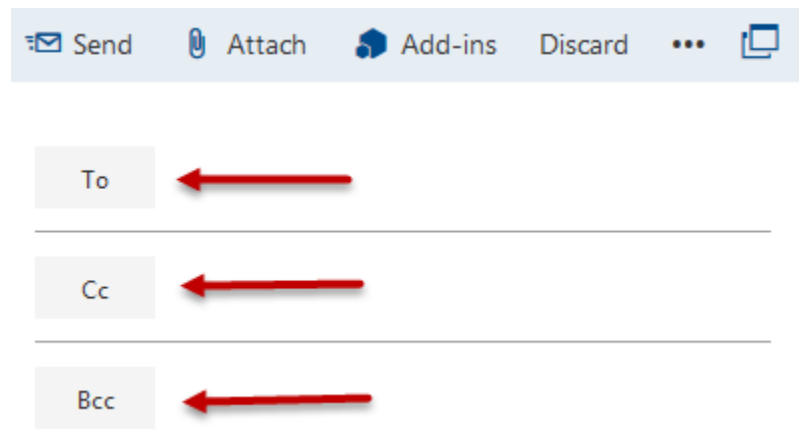 Send Attach Add-ins Discard •••
To
Cc
Bcc